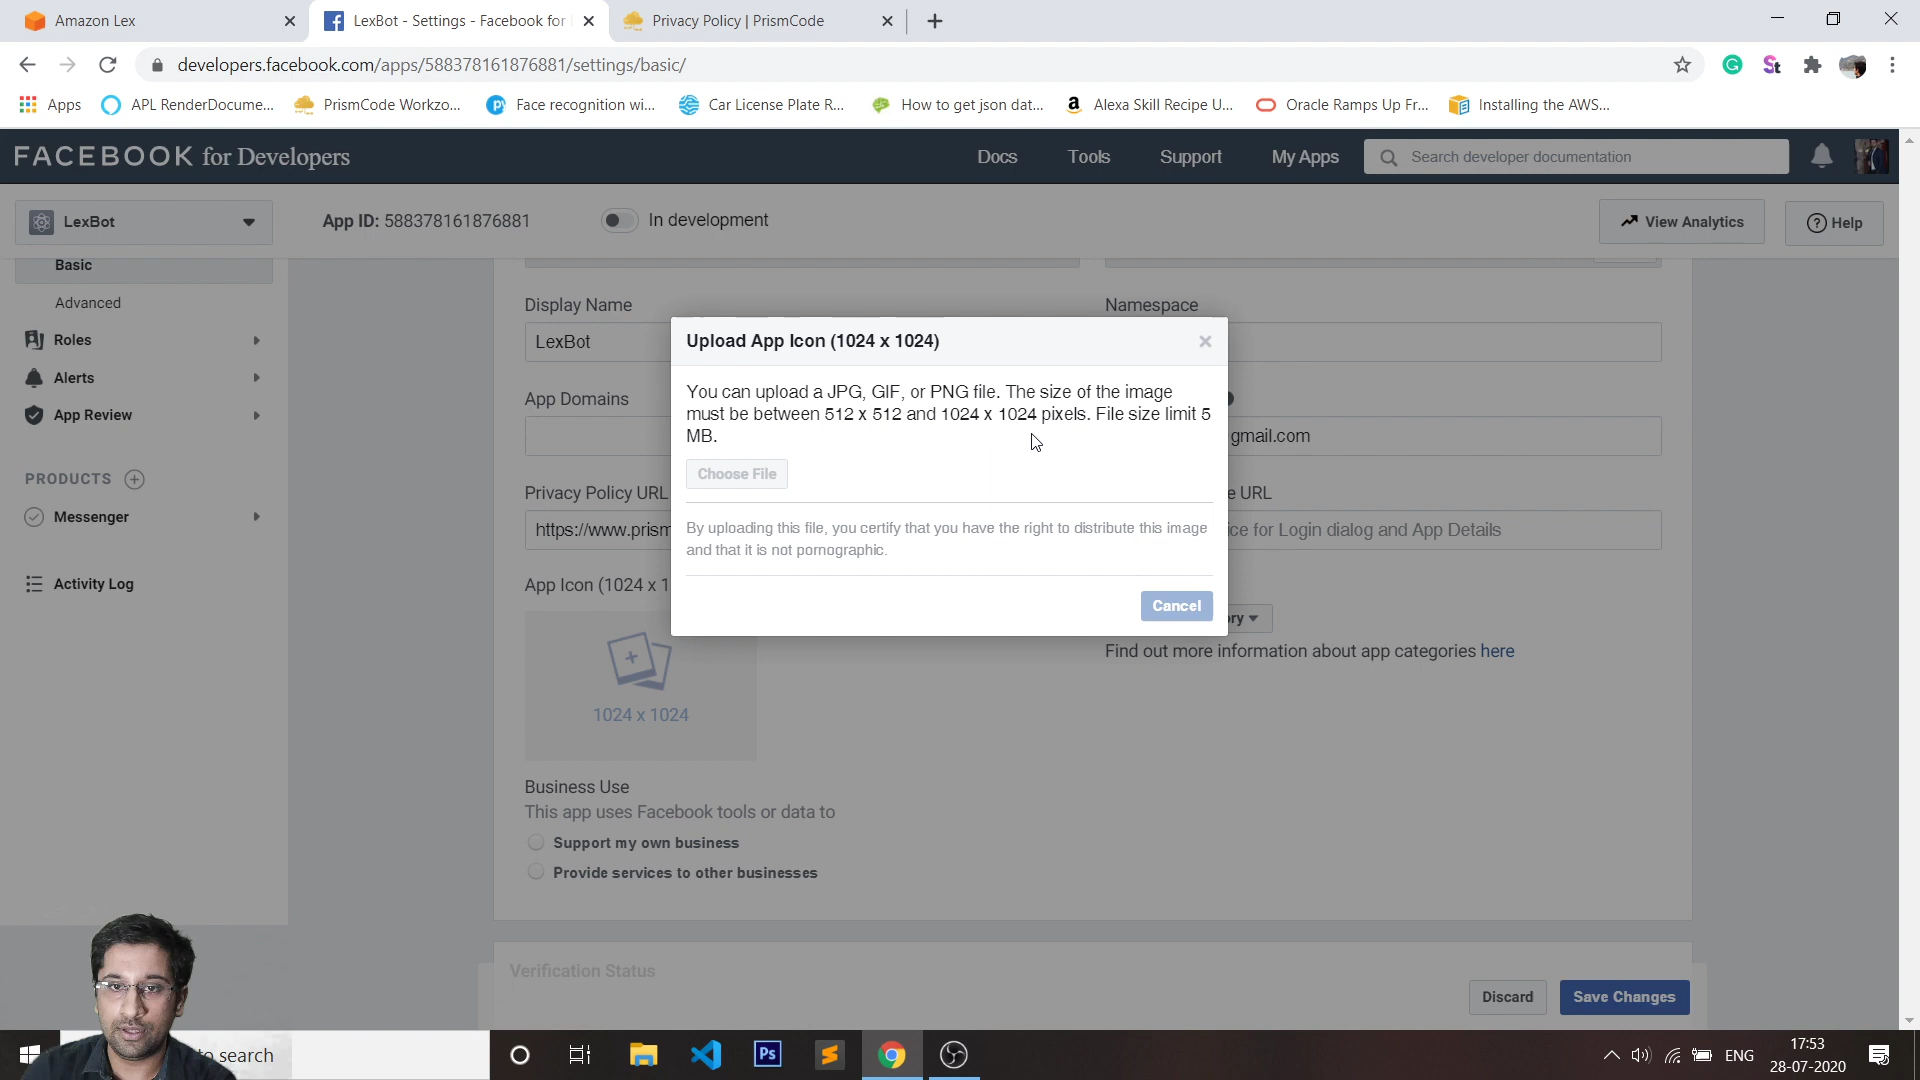 Amazon Lex
LexBot - Settings - Facebook for
Privacy Policy | PrismCode
developers.facebook.com/apps/588378161876881/settings/basic/
Apps
APL RenderDocume...
PrismCode Workzo...
Face recognition wi...
Car License Plate R...
How to get json dat...
Alexa Skill Recipe U...
Oracle Ramps Up Fr...
Installing the AWS...
FACEBOOK for Developers
Docs
Tools
Support
My Apps
Search developer documentation
LexBot
App ID: 588378161876881
In development
View Analytics
Help
Basic
Advanced
Roles
Alerts
App Review
PRODUCTS
Messenger
Activity Log
Display Name
Namespace
LexBot
App Domains
gmail.com
Privacy Policy URL
e URL
https://www.prism
ice for Login dialog and App Details
App Icon (1024 x 1
1024 x 1024
ory
Find out more information about app categories here
Upload App Icon (1024 x 1024)
You can upload a JPG, GIF, or PNG file. The size of the image
must be between 512 x 512 and 1024 x 1024 pixels. File size limit 5
MB.
Choose File
By uploading this file, you certify that you have the right to distribute this image
and that it is not pornographic.
Cancel
Business Use
This app uses Facebook tools or data to
Support my own business
Provide services to other businesses
Verification Status
Discard
Save Changes
to search
Ps
ENG
17:53
28-07-2020